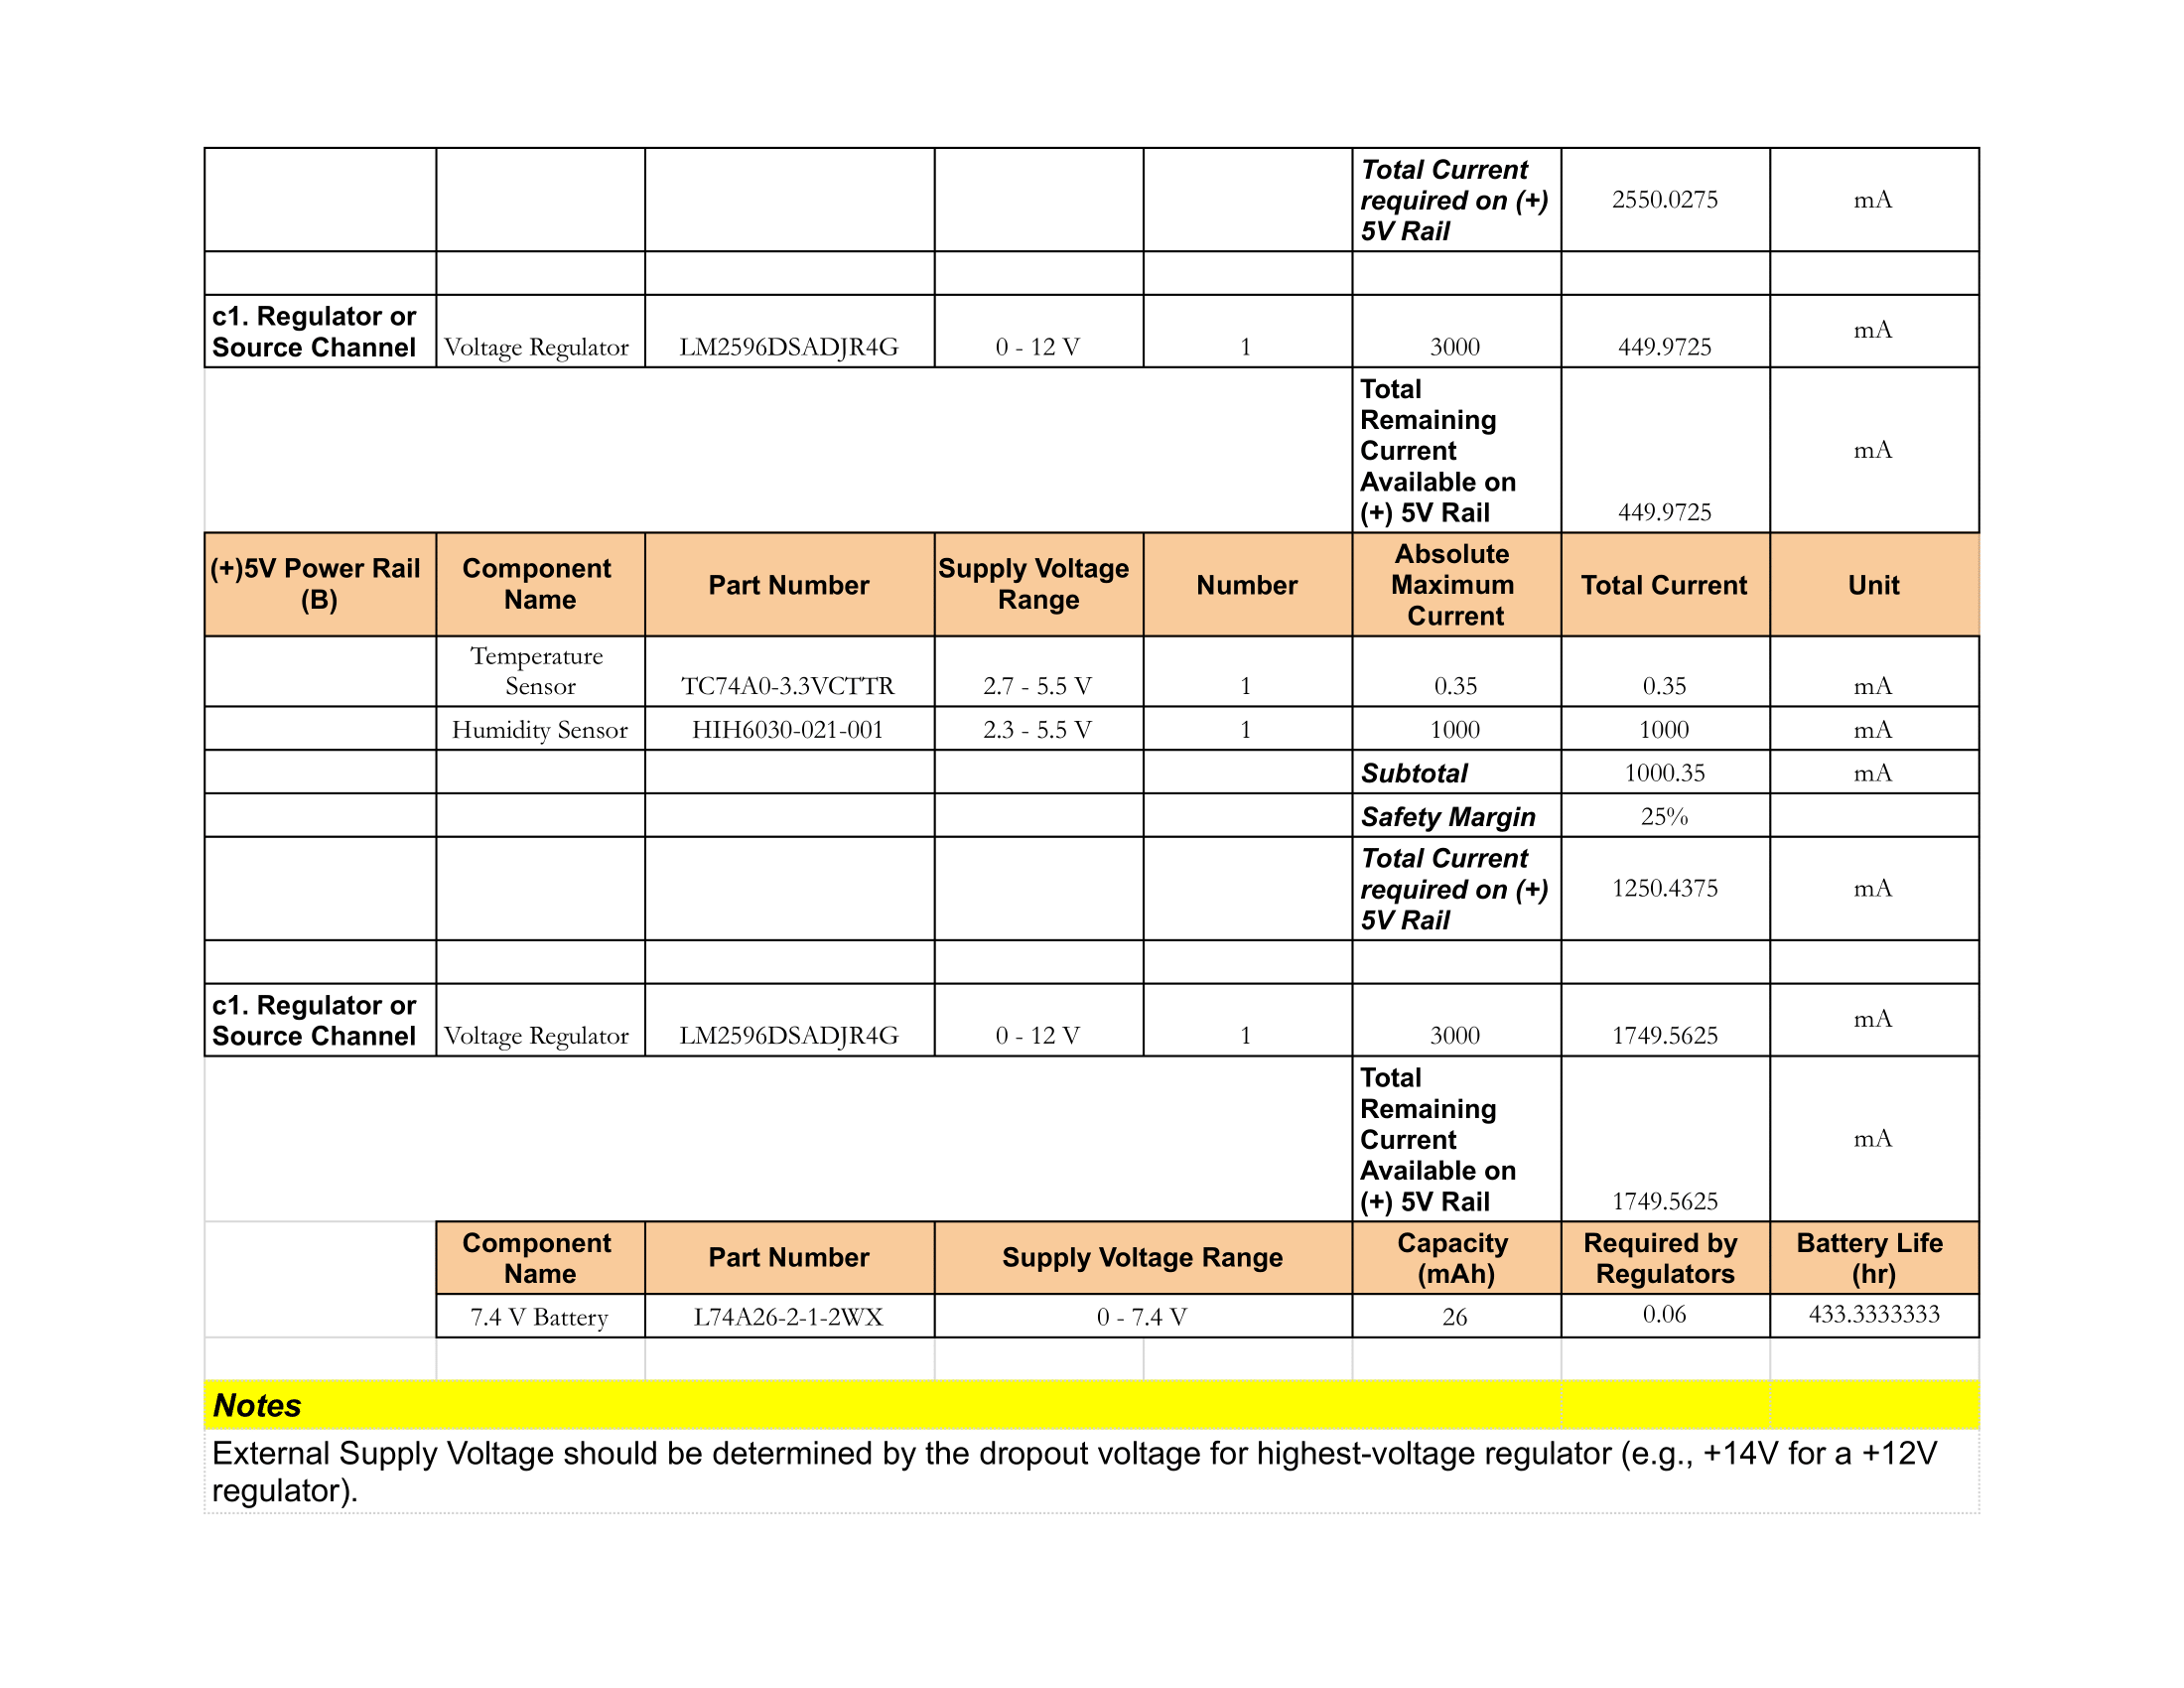 Total Current
required on (+)
5V Rail
2550.0275
mA
c1. Regulator or
Source Channel
Voltage Regulator
LM2596DSADJR4G
0 - 12 V
1
3000
449.9725
mA
Total
Remaining
Current
Available on
(+) 5V Rail
449.9725
mA
(+)5V Power Rail
(B)
Component
Name
Part Number
Supply Voltage
Range
Number
Absolute
Maximum
Current
Total Current
Unit
Temperature
Sensor
TC74A0-3.3VCTTR
2.7 - 5.5 V
1
0.35
0.35
mA
Humidity Sensor
HIH6030-021-001
2.3 - 5.5 V
1
1000
1000
mA
Subtotal
1000.35
mA
Safety Margin
25%
Total Current
required on (+)
5V Rail
1250.4375
mA
c1. Regulator or
Source Channel
Voltage Regulator
LM2596DSADJR4G
0 - 12 V
1
3000
1749.5625
mA
Total
Remaining
Current
Available on
(+) 5V Rail
1749.5625
mA
Component
Name
Part Number
Supply Voltage Range
Capacity
(mAh)
Required by
Regulators
Battery Life
(hr)
7.4 V Battery
L74A26-2-1-2WX
0 - 7.4 V
26
0.06
433.3333333
Notes
External Supply Voltage should be determined by the dropout voltage for highest-voltage regulator (e.g., +14V for a +12V
regulator).